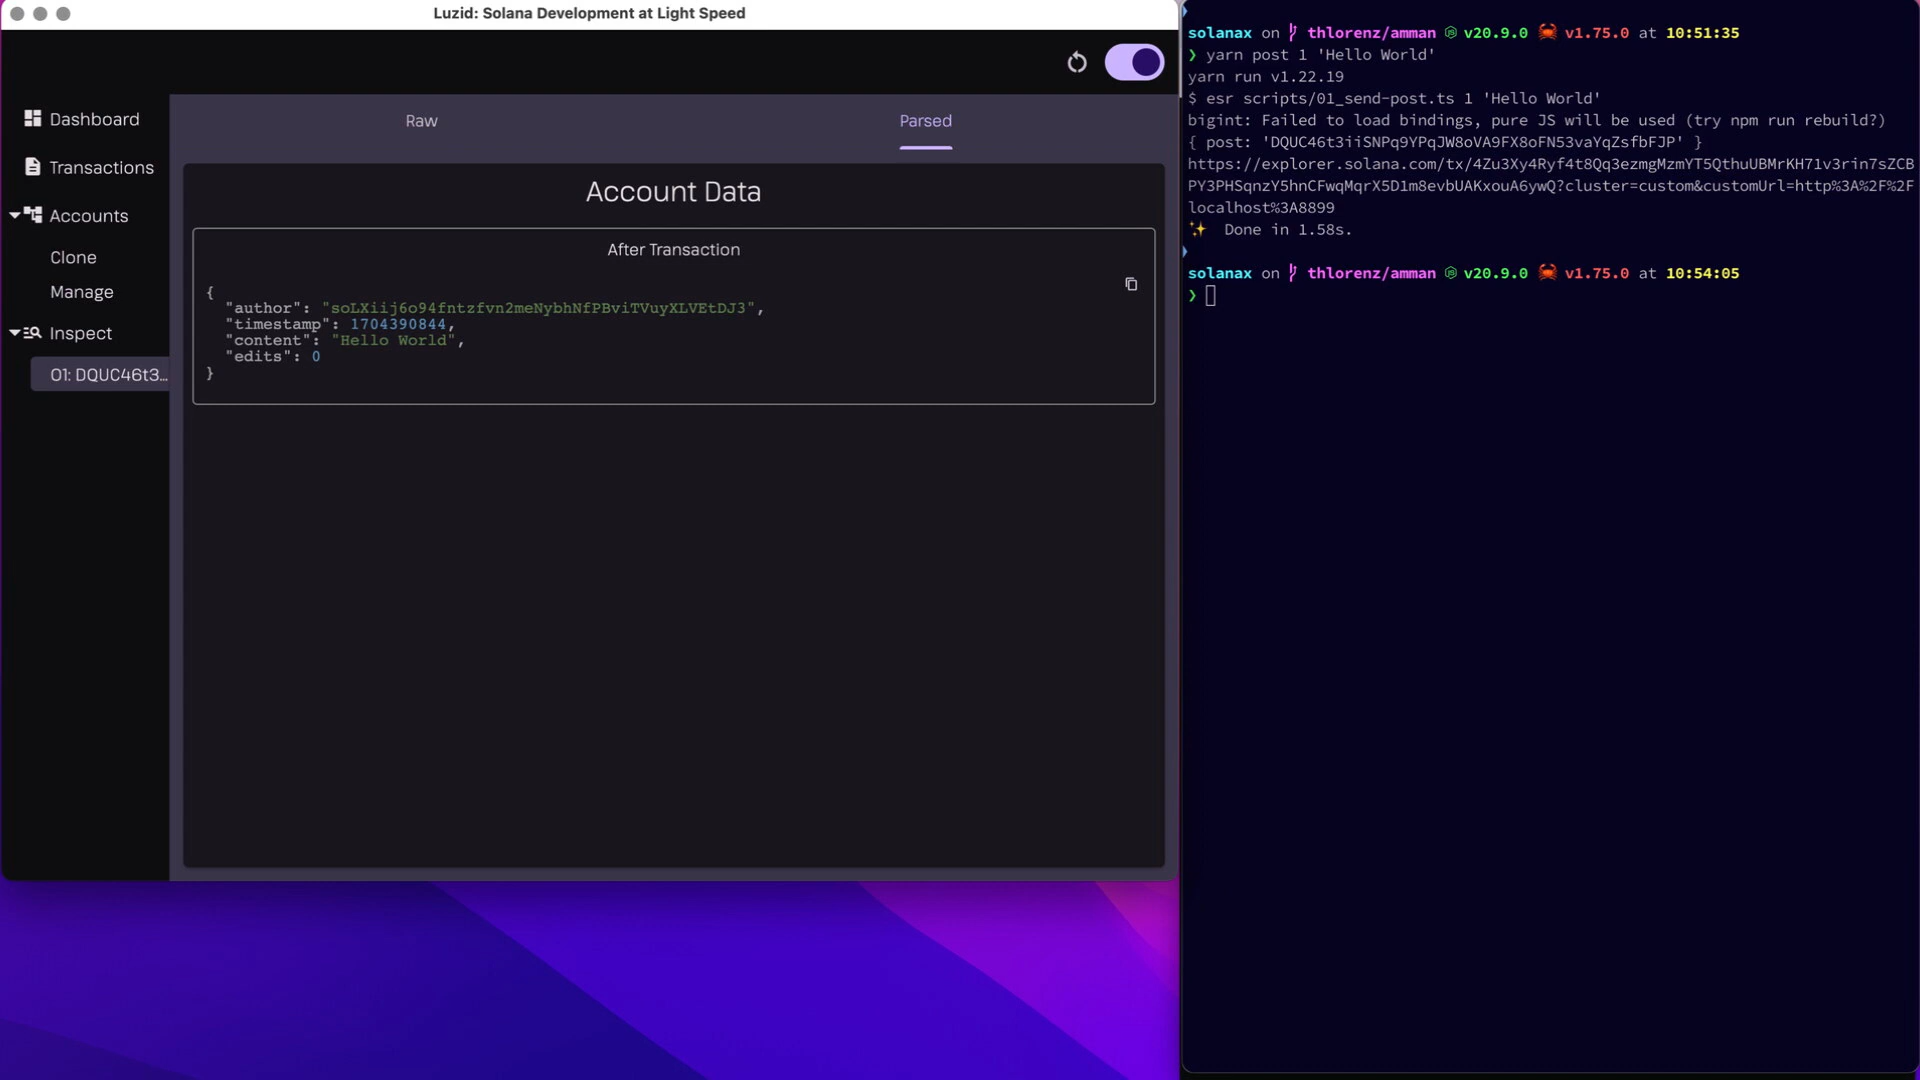 Luzid: Solana Development at Light Speed
Dashboard
Transactions
Accounts
Clone
Manage
Inspect
01: DQUC46t3...
Raw
Parsed
Account Data
After Transaction
{
"author": "soLXiij6o94fntzfvn2meNybhNfPBviTVuyXLVEtDJ3",
"timestamp": 1704390844,
"content": "Hello World",
"edits": 0
}
solanax on thlorenz/amman v20.9.0 🦀 v1.75.0 at 10:51:35
❯ yarn post 1 'Hello World'
yarn run v1.22.19
$ esr scripts/01_send-post.ts 1 'Hello World'
bigint: Failed to load bindings, pure JS will be used (try npm run rebuild?)
{ post: 'DQUC46t3iiSNPq9YPqJW8oVA9FX8oFN53vaYqZsfbFJP' }
https://explorer.solana.com/tx/4Zu3Xy4Ryf4t8Qq3ezmgMzmYT5QthuUBMrKH71v3rin7sZCB
PY3PHSqnzY5hnCFwqMqrX5D1m8evbUAKxouA6ywQ?cluster=custom&customUrl=http%3A%2F%2F
localhost%3A8899
✨ Done in 1.58s.
solanax on thlorenz/amman v20.9.0 🦀 v1.75.0 at 10:54:05
❯